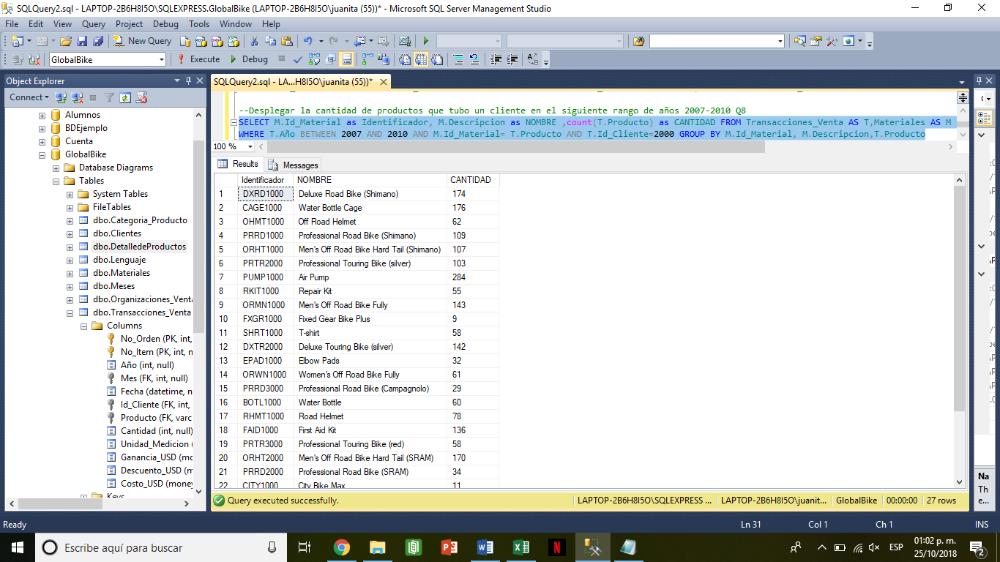 SQLQuery2.sql - LAPTOP-2B6H8I5O\SQLEXPRESS.GlobalBike (LAPTOP-2B6H8I5O\juanita (55))* - Microsoft SQL Server Management Studio
File Edit View Query Project Debug Tools Window Help
New Query
GlobalBike Execute Debug
Object Explorer
Connect
Alumnos
BDEjemplo
Cuenta
GlobalBike
Database Diagrams
Tables
System Tables
FileTables
dbo.Categoria_Producto
dbo.Clientes
dbo.DetalledeProductos
dbo.Lenguaje
dbo.Materiales
dbo.Meses
dbo.Organizaciones_Venta
dbo.Transacciones_Venta
Columns
No_Orden (PK, int,
No_Item (PK, int, n
Año (int, null)
Mes (FK, int, null)
Fecha (datetime, n
Id_Cliente (FK, int,
Producto (FK, varc
Cantidad (int, null)
Unidad_Medicion (
Ganancia_USD (mo
Descuento_USD (m
Costo_USD (money
Keys
SQLQuery2.sql - LA...H8I5O\juanita (55))*
--Desplegar la cantidad de productos que tubo un cliente en el siguiente rango de años 2007-2010 Q8
SELECT M.Id_Material as Identificador, M.Descripcion as NOMBRE ,count(T.Producto) as CANTIDAD FROM Transacciones_Venta AS T,Materiales AS M
WHERE T.Año BETWEEN 2007 AND 2010 AND M.Id_Material= T.Producto AND T.Id_Cliente=2000 GROUP BY M.Id_Material, M.Descripcion,T.Producto
100 %
Results Messages
Identificador NOMBRE CANTIDAD
1 DXRD1000 Deluxe Road Bike (Shimano) 174
2 CAGE1000 Water Bottle Cage 176
3 OHMT1000 Off Road Helmet 62
4 PRRD1000 Professional Road Bike (Shimano) 109
5 ORHT1000 Men's Off Road Bike Hard Tail (Shimano) 107
6 PRTR2000 Professional Touring Bike (silver) 103
7 PUMP1000 Air Pump 284
8 RKIT1000 Repair Kit 55
9 ORMN1000 Men's Off Road Bike Fully 143
10 FXGR1000 Fixed Gear Bike Plus 9
11 SHRT1000 T-shirt 58
12 DXTR2000 Deluxe Touring Bike (silver) 142
13 EPAD1000 Elbow Pads 32
14 ORWN1000 Women's Off Road Bike Fully 61
15 PRRD3000 Professional Road Bike (Campagnolo) 29
16 BOTL1000 Water Bottle 60
17 RHMT1000 Road Helmet 78
18 FAID1000 First Aid Kit 136
19 PRTR3000 Professional Touring Bike (red) 58
20 ORHT2000 Men's Off Road Bike Hard Tail (SRAM) 170
21 PRRD2000 Professional Road Bike (SRAM) 34
22 CITY1000 City Bike Max 11
Query executed successfully. LAPTOP-2B6H8I5O\SQLEXPRESS ... LAPTOP-2B6H8I5O\juanit... GlobalBike 00:00:00 27 rows
Na
Th
e...
Ready Ln 31 Col 1 Ch 1 INS
Escribe aquí para buscar
ESP
01:02 p. m.
25/10/2018
2